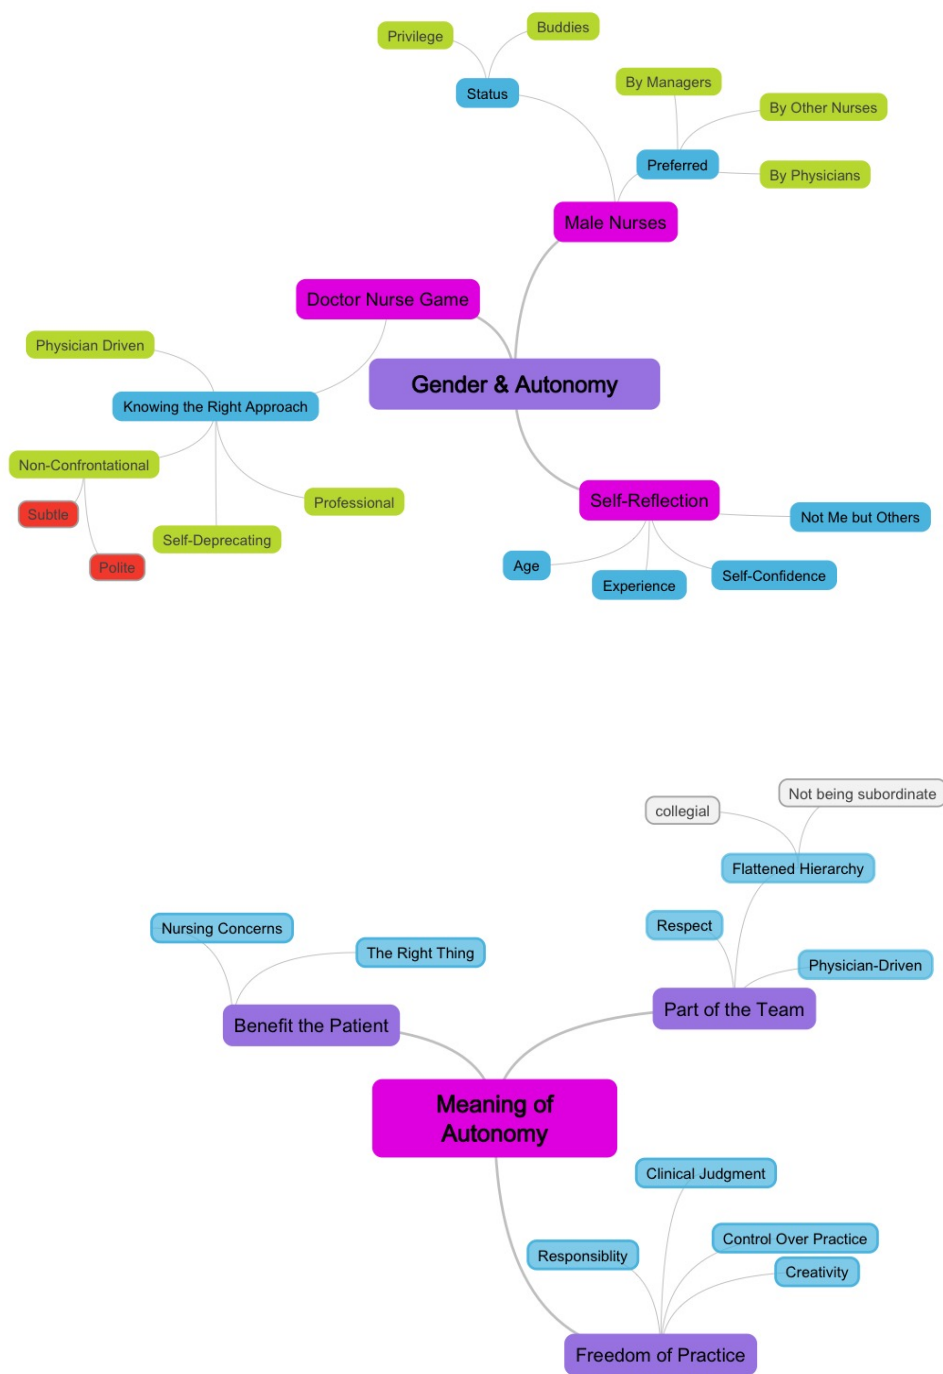 Privilege
Buddies
Status
By Managers
By Other Nurses
Preferred
By Physicians
Male Nurses
Doctor Nurse Game
Physician Driven
Gender & Autonomy
Knowing the Right Approach
Non-Confrontational
Subtle
Polite
Self-Deprecating
Professional
Self-Reflection
Not Me but Others
Age
Experience
Self-Confidence
collegial
Not being subordinate
Flattened Hierarchy
Nursing Concerns
The Right Thing
Respect
Physician-Driven
Benefit the Patient
Part of the Team
Meaning of
Autonomy
Clinical Judgment
Responsiblity
Control Over Practice
Creativity
Freedom of Practice